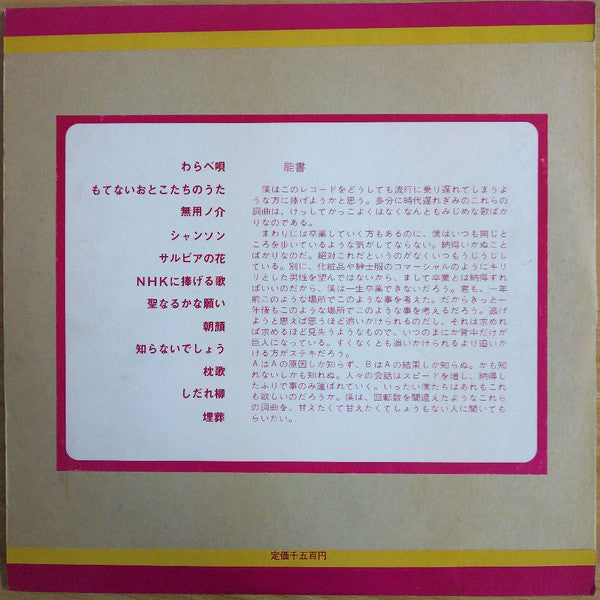 わらべ唄
もてないおとこたちのうた
無用ノ介
シャンソン
サルビアの花
NHKに捧げる歌
聖なるかな願い
朝顔
知らないでしょう
枕歌
しだれ柳
埋葬
能書
僕はこのレコードをどうしても流行に乗り遅れてしまうよ
うな方に捧げようかと思う。多分に時代遅れぎみのこれらの
詞曲は、けっしてかっこよくはなくなんともみじめな歌ばか
りなのである。
まわりには卒業していく方もあるのに、僕はいつも同じと
ころを歩いているような気がしてならない。納得いかぬこと
ばかりなのだ。絶対これだというのがなくいつもうじうじし
ている。別に、化粧品や紳士服のコマーシャルのようにキリ
リとした男性を望んではいないから、まして卒業とは納得すれ
ばいいのだから、僕は一生卒業できないだろう。君も、一年
前このような場所でこのような事を考えた。だからきっと一
年後もこのような場所でこのような事を考えるだろう。逃げ
ようと思えば思うほど追いかけられるのだし、それは求めれ
ば求めるほど見失うようなもので、いつのまにか背中だけが
巨人になっている。すくなくとも追いかけられるより追いか
ける方がステキだろう。
AはAの原因しか知らず、BはAの結果しか知らぬ。かも知
れないしかも知れぬ。人々の会話はスピードを増し、納得し
たふりで事のみ運ばれていく。いったい僕たちはあれもこれ
も欲しいのだろうか。僕は、回転数を間違えたようなこれら
の詞曲を、甘えたくて甘えたくてしょうもない人に聞いても
らいたい。
定価千五百円